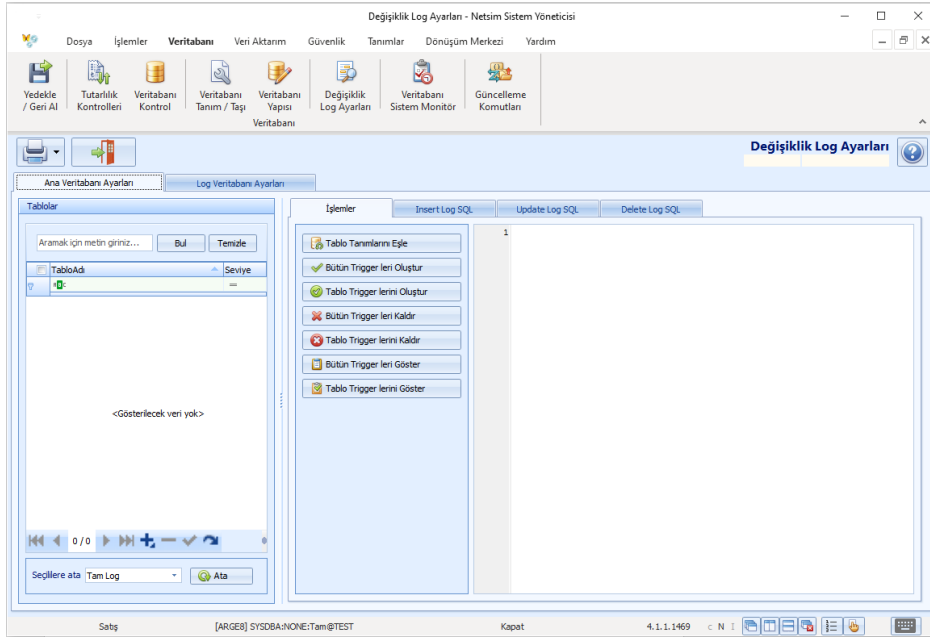 Değişiklik Log Ayarları - Netsim Sistem Yöneticisi
Dosya İşlemler Veritabanı Veri Aktarım Güvenlik Tanımlar Dönüşüm Merkezi Yardım
Yedekle / Geri Al
Tutarlılık Kontrolleri
Veritabanı Kontrol
Veritabanı Tanım / Taşı
Veritabanı Yapısı
Değişiklik Log Ayarları
Veritabanı Sistem Monitör
Güncelleme Komutları
Veritabanı
Değişiklik Log Ayarları
Ana Veritabanı Ayarları Log Veritabanı Ayarları
Tablolar
Aramak için metin giriniz... Bul Temizle
TabloAdı Seviye
<Gösterilecek veri yok>
0 / 0
0
Seçililere ata Tam Log Ata
İşlemler Insert Log SQL Update Log SQL Delete Log SQL
Tablo Tanımlarını Eşle
Bütün Trigger leri Oluştur
Tablo Trigger lerini Oluştur
Bütün Trigger leri Kaldır
Tablo Trigger lerini Kaldır
Bütün Trigger leri Göster
Tablo Trigger lerini Göster
1
Satış [ARGE8] SYSDBA:NONE:Tam@TEST Kapat 4.1.1.1469 c N I